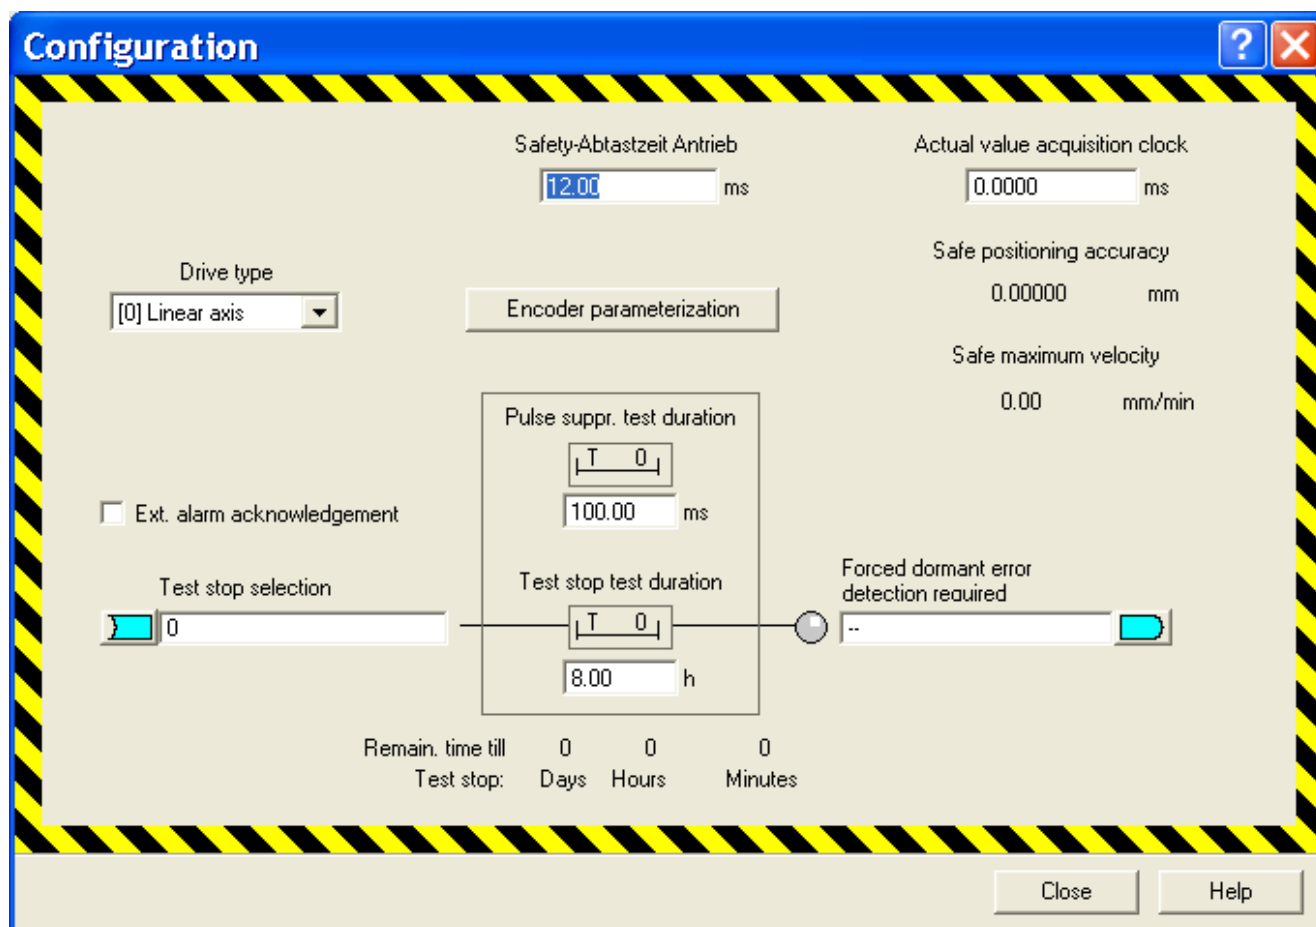 Configuration
Safety-Abtastzeit Antrieb
12.00 ms
Actual value acquisition clock
0.0000 ms
Safe positioning accuracy
0.00000 mm
Drive type
[0] Linear axis
Encoder parameterization
Safe maximum velocity
0.00 mm/min
Pulse suppr. test duration
T 0
100.00 ms
Ext. alarm acknowledgement
Test stop selection
0
Test stop test duration
T 0
8.00 h
Forced dormant error
detection required
--
Remain. time till 0 0 0
Test stop: Days Hours Minutes
Close Help